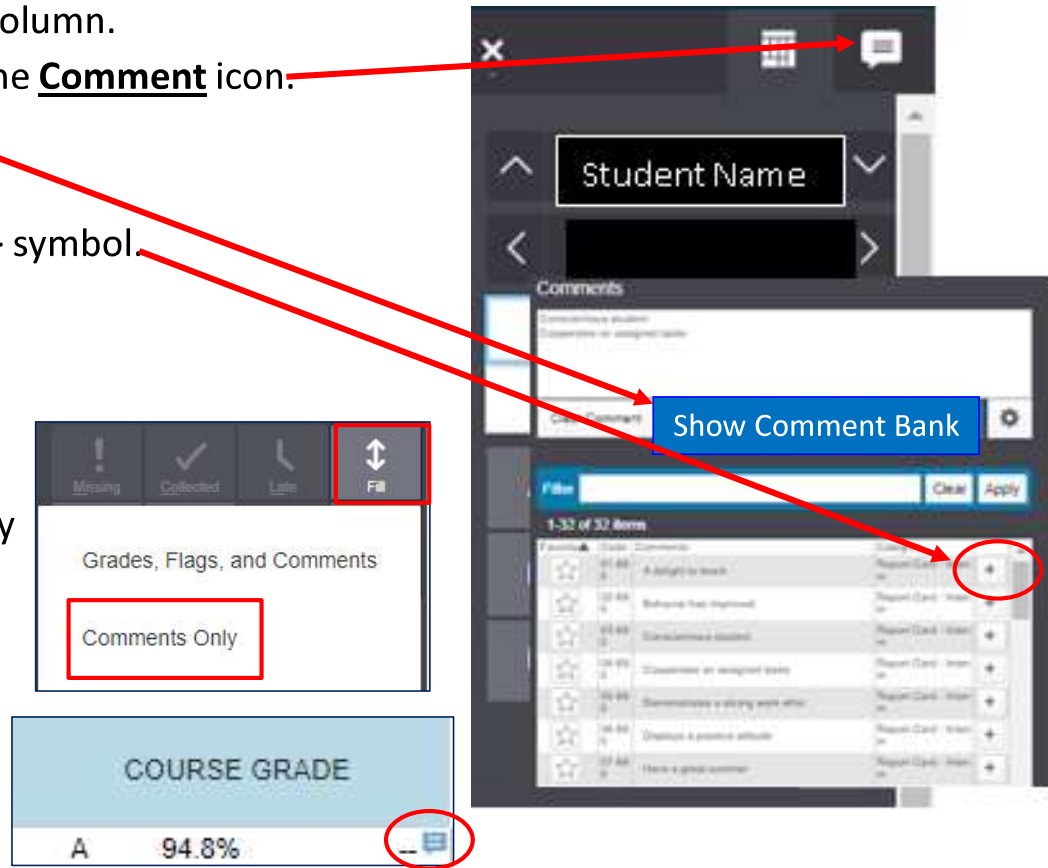 olumn.
ne Comment icon.
symbol.
y
Student Name
Comments
Conscientious student
Cooperates on assigned tasks
Clear Comment
Show Comment Bank
Filter
Clear
Apply
1-32 of 32 items
A delight to teach
Behavior has improved
Conscientious student
Cooperates on assigned tasks
Demonstrates a strong work ethic
Displays a positive attitude
Have a great summer
Missing
Collected
Late
Fill
Grades, Flags, and Comments
Comments Only
COURSE GRADE
A 94.8% --